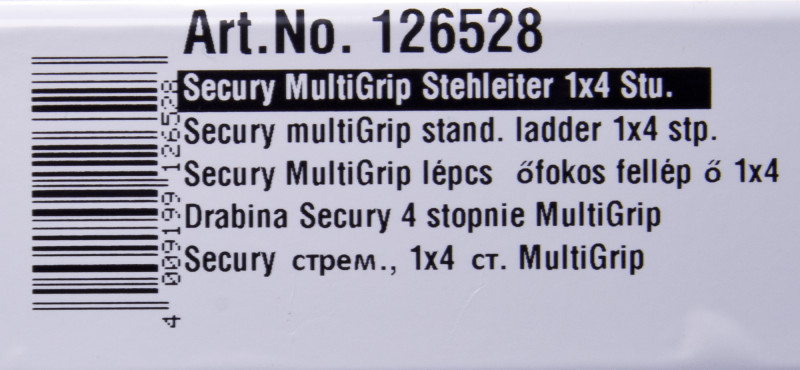 Art.No. 126528
Secury MultiGrip Stehleiter 1x4 Stu.
Secury multiGrip stand. ladder 1x4 stp.
Secury MultiGrip lépcs őfokos fellép ő 1x4
Drabina Secury 4 stopnie MultiGrip
Secury стрем., 1x4 ст. MultiGrip
4 009199 126528